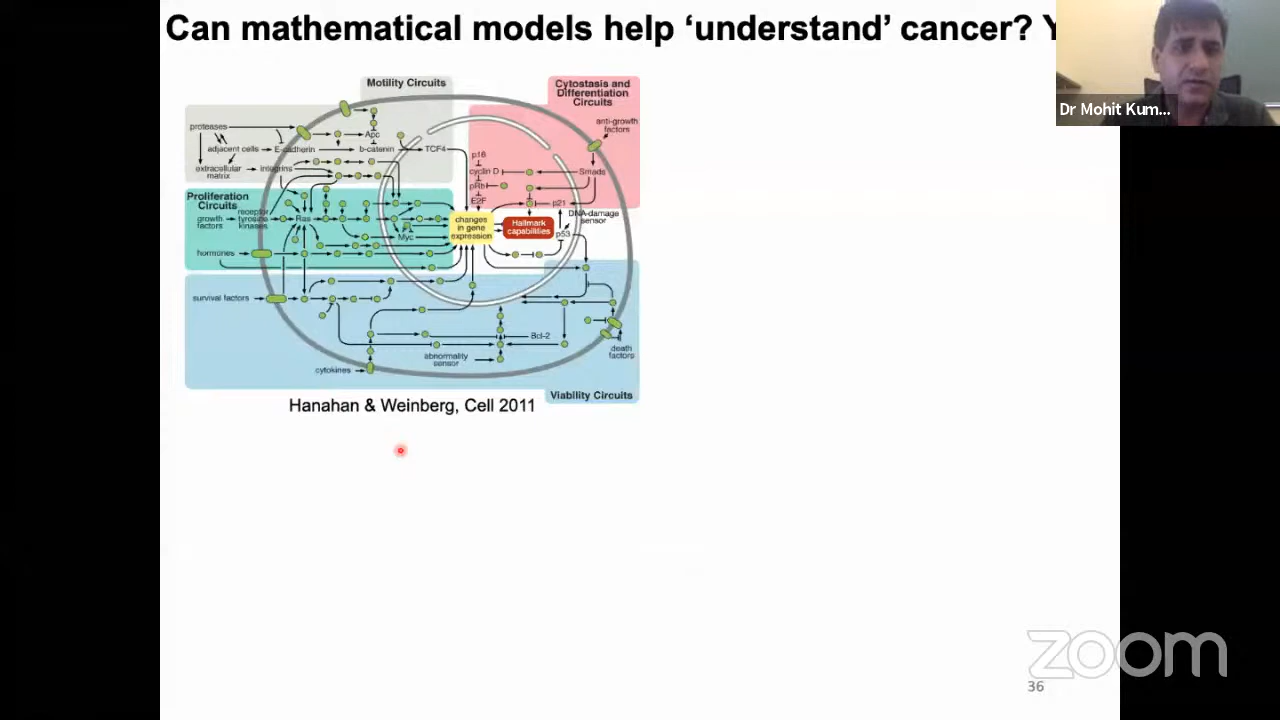 Can mathematical models help ‘understand’ cancer? Y
Dr Mohit Kum...
Motility Circuits
Cytostasis and
Differentiation
Circuits
proteases
adjacent cells
E-cadherin
Apc
b-catenin
TCF4
extracellular
matrix
integrins
anti-growth
factors
p16
cyclin D
Smads
pRb
E2F
p21
DNA-damage
sensor
p53
Proliferation
Circuits
growth
factors
receptor
tyrosine
kinases
Ras
Myc
changes
in gene
expression
Hallmark
capabilities
hormones
survival factors
Bcl-2
abnormality
sensor
death
factors
cytokines
Viability Circuits
Hanahan & Weinberg, Cell 2011
zoom
36